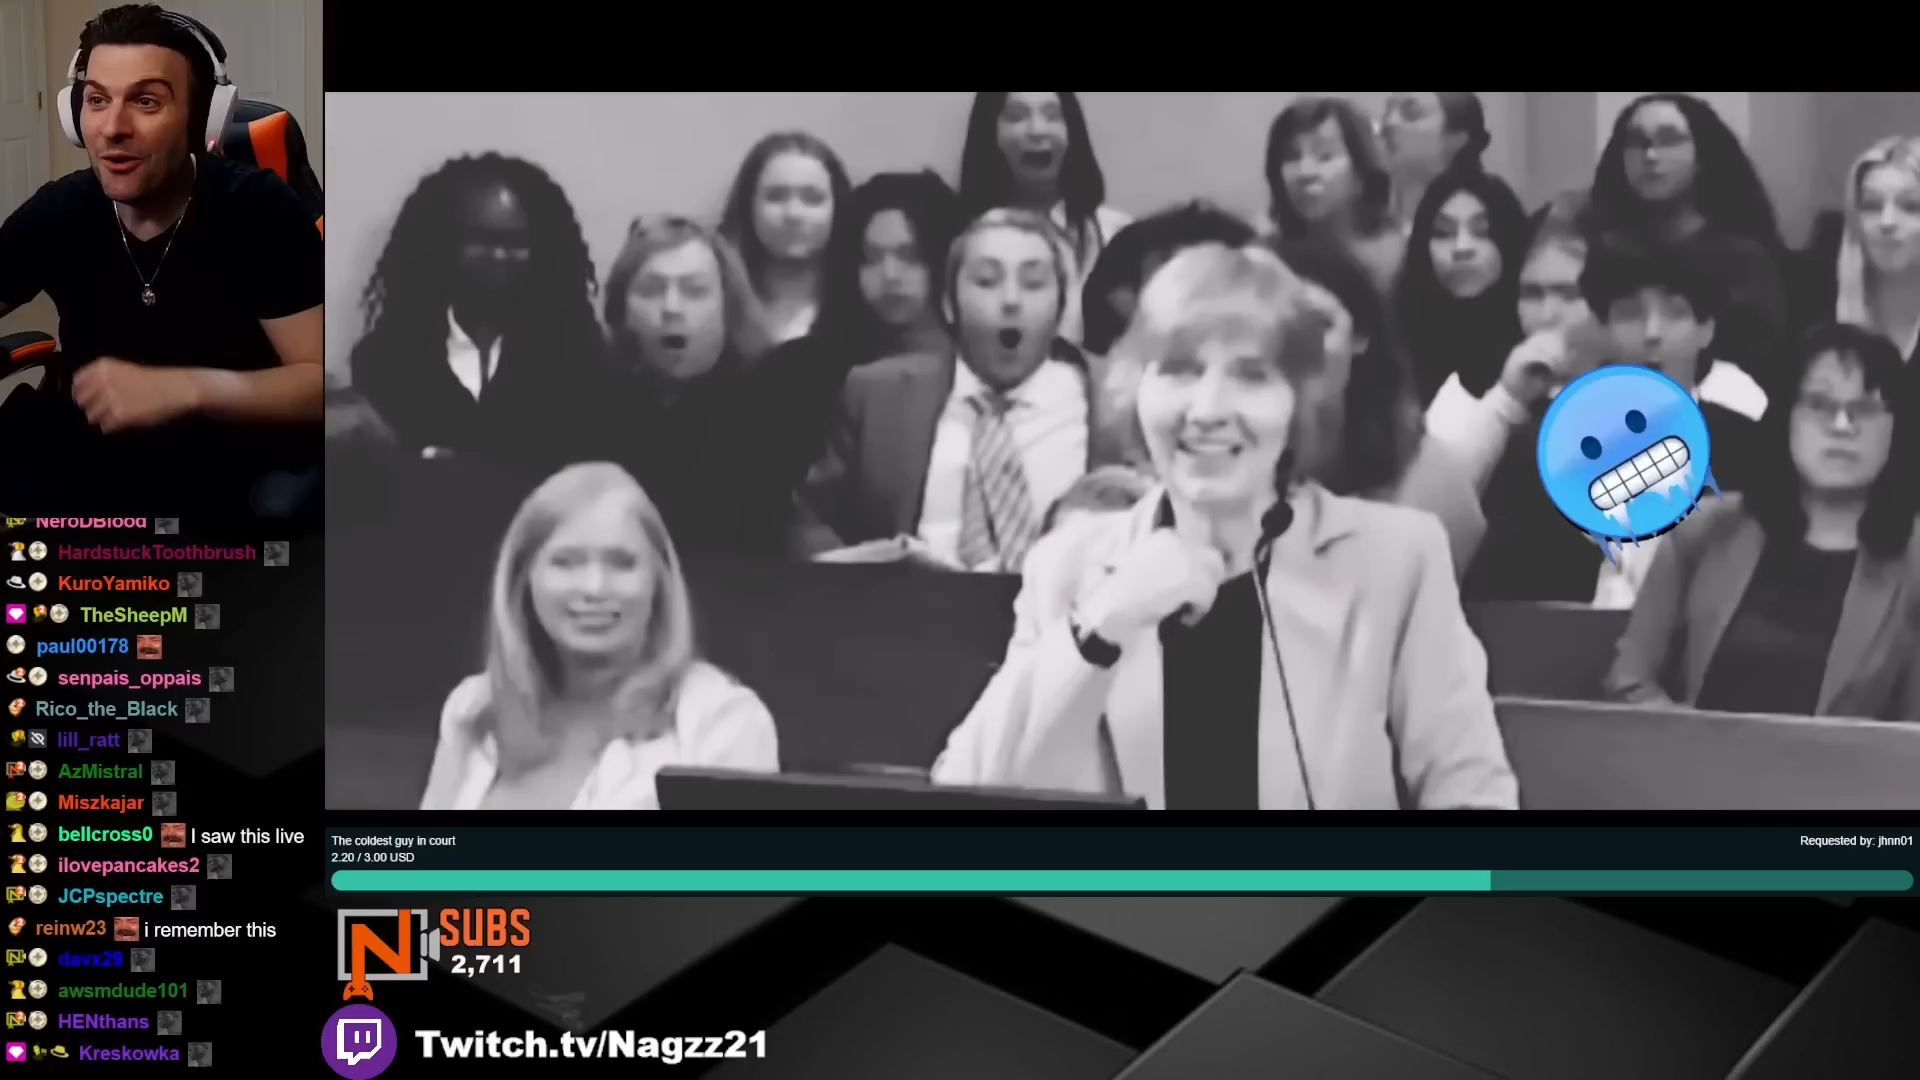 NeroDBlood
HardstuckToothbrush
KuroYamiko
TheSheepM
paul00178
senpais_oppais
Rico_the_Black
lill_ratt
AzMistral
Miszkajar
bellcross0 I saw this live
ilovepancakes2
JCPspectre
reinw23 i remember this
davx29
awsmdude101
HENthans
Kreskowka
The coldest guy in court
Requested by: jhnn01
2.20 / 3.00 USD
N SUBS
2,711
Twitch.tv/Nagzz21